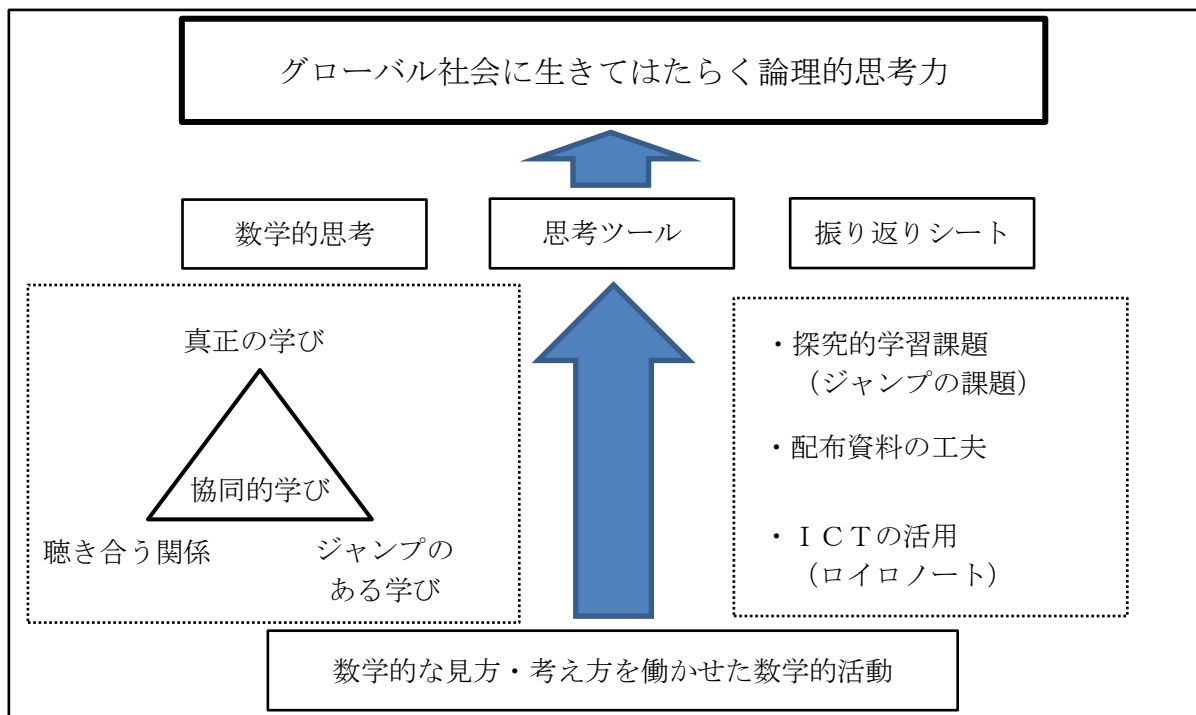 グローバル社会に生きてはたらく論理的思考力
数学的思考
思考ツール
振り返りシート
真正の学び
協同的学び
聴き合う関係
ジャンプの
ある学び
・探究的学習課題
（ジャンプの課題）
・配布資料の工夫
・ＩＣＴの活用
（ロイロノート）
数学的な見方・考え方を働かせた数学的活動